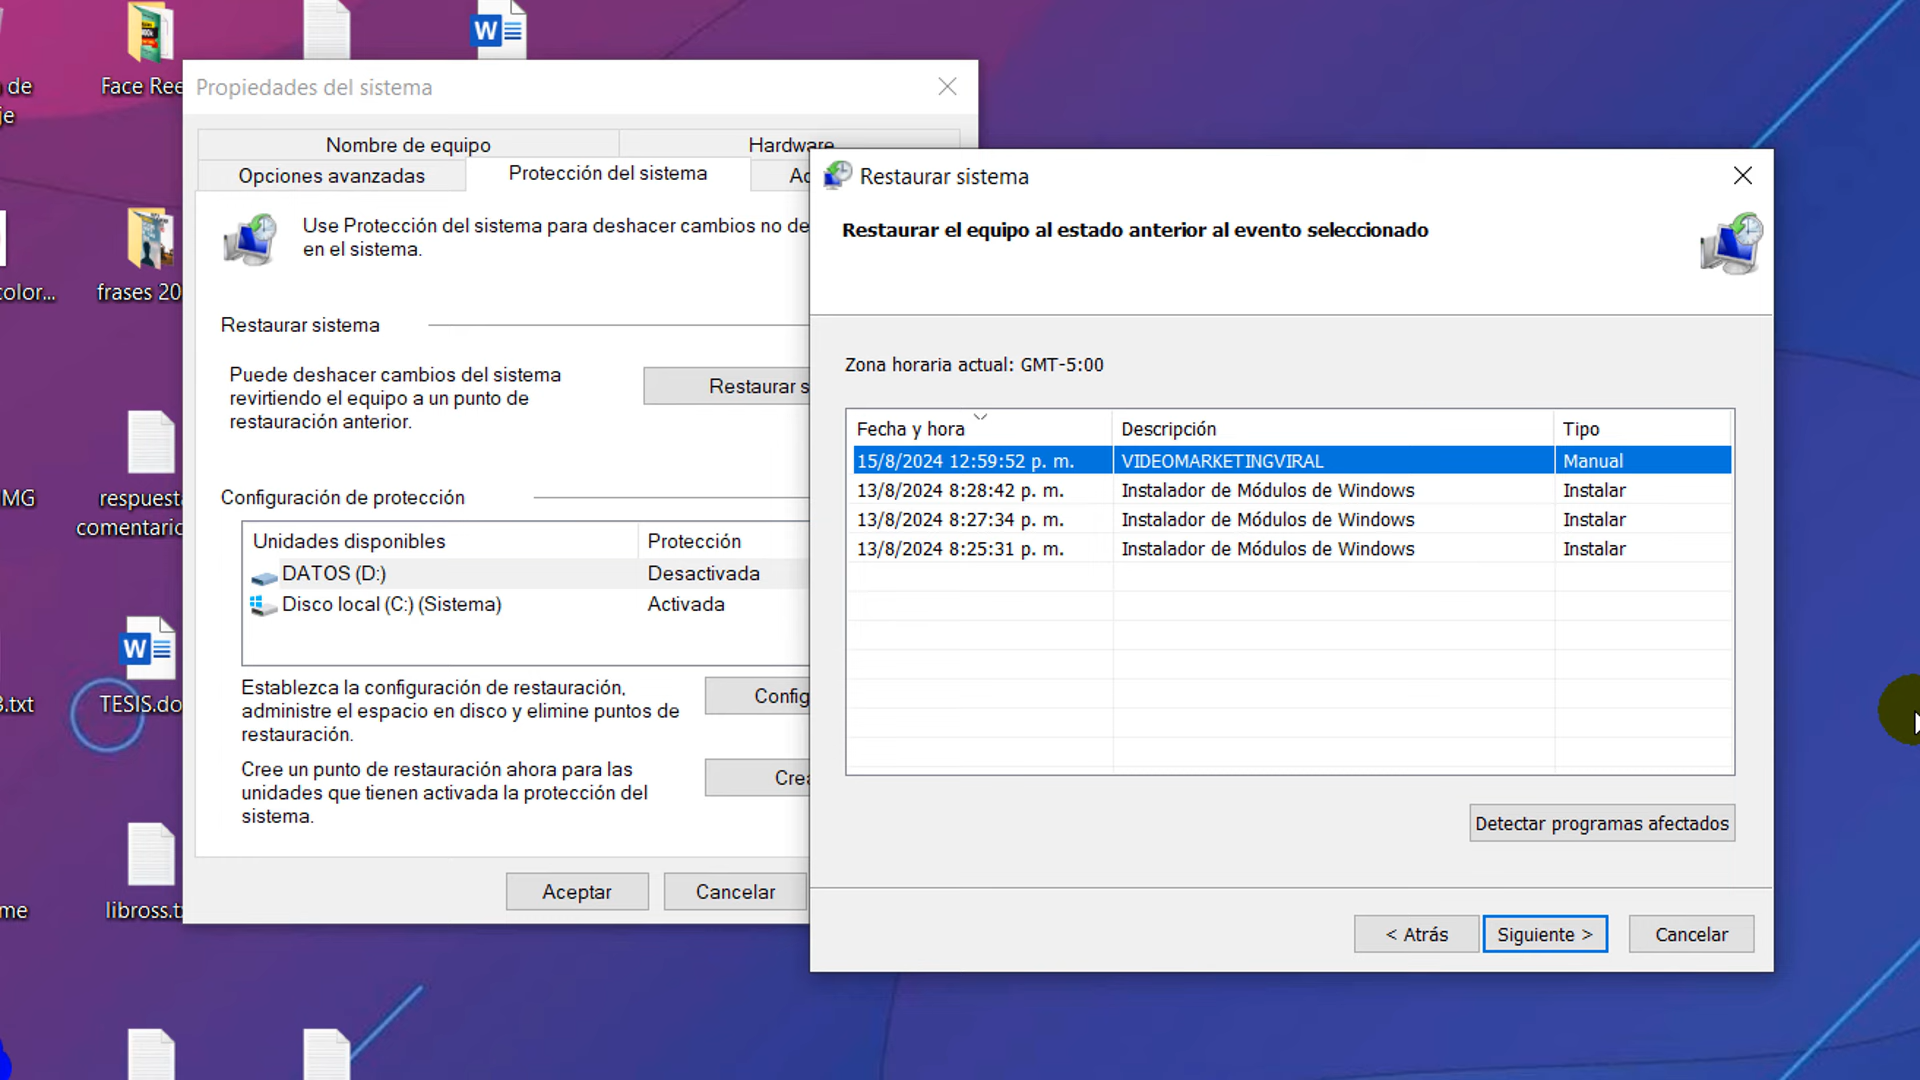 de
je
Face Ree
color...
frases 20
MG
respuest
comentaric
3.txt
TESIS.do
me
libross.t
Propiedades del sistema
Nombre de equipo
Hardware
Opciones avanzadas
Protección del sistema
Ac
Use Protección del sistema para deshacer cambios no de
en el sistema.
Restaurar sistema
Puede deshacer cambios del sistema
revirtiendo el equipo a un punto de
restauración anterior.
Restaurar s
Configuración de protección
Unidades disponibles
Protección
DATOS (D:)
Desactivada
Disco local (C:) (Sistema)
Activada
Establezca la configuración de restauración,
administre el espacio en disco y elimine puntos de
restauración.
Config
Cree un punto de restauración ahora para las
unidades que tienen activada la protección del
sistema.
Crea
Aceptar
Cancelar
Restaurar sistema
Restaurar el equipo al estado anterior al evento seleccionado
Zona horaria actual: GMT-5:00
Fecha y hora
Descripción
Tipo
15/8/2024 12:59:52 p. m.
VIDEOMARKETINGVIRAL
Manual
13/8/2024 8:28:42 p. m.
Instalador de Módulos de Windows
Instalar
13/8/2024 8:27:34 p. m.
Instalador de Módulos de Windows
Instalar
13/8/2024 8:25:31 p. m.
Instalador de Módulos de Windows
Instalar
Detectar programas afectados
< Atrás
Siguiente >
Cancelar